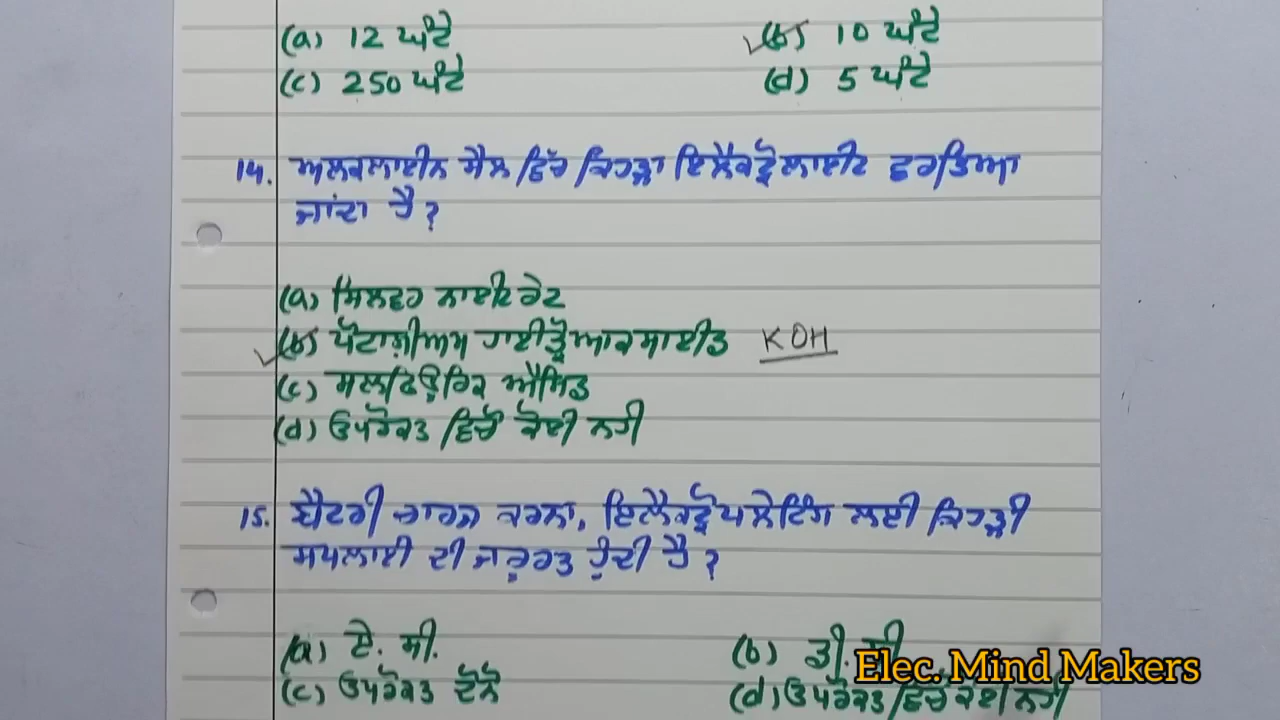 (a) 12 ਘੰਟੇ (b) 10 ਘੰਟੇ
(c) 250 ਘੰਟੇ (d) 5 ਘੰਟੇ
14. ਅਲਕਲਾਈਨ ਸੈਲ ਵਿੱਚ ਕਿਹੜਾ ਇਲੈਕਟ੍ਰੋਲਾਈਟ ਵਰਤਿਆ
ਜਾਂਦਾ ਹੈ?
(a) ਸਿਲਵਰ ਨਾਈਟਰੇਟ
(b) ਪੋਟਾਸ਼ੀਅਮ ਹਾਈਡ੍ਰੋਆਕਸਾਈਡ KOH
(c) ਸਲਫਿਊਰਿਕ ਐਸਿਡ
(d) ਉਪਰੋਕਤ ਵਿਚੋਂ ਕੋਈ ਨਹੀ
15. ਬੈਟਰੀ ਚਾਰਜ ਕਰਨਾ, ਇਲੈਕਟ੍ਰੋਪਲੇਟਿੰਗ ਲਈ ਕਿਹੜੀ
ਸਪਲਾਈ ਦੀ ਜਰੂਰਤ ਹੁੰਦੀ ਹੈ?
(a) ਏ. ਸੀ. (b) ਡੀ. ਸੀ
(c) ਉਪਰੋਕਤ ਦੋਨੋ (d) ਉਪਰੋਕਤ ਵਿਚੋਂ ਕੋਈ ਨਹੀ
Elec. Mind Makers